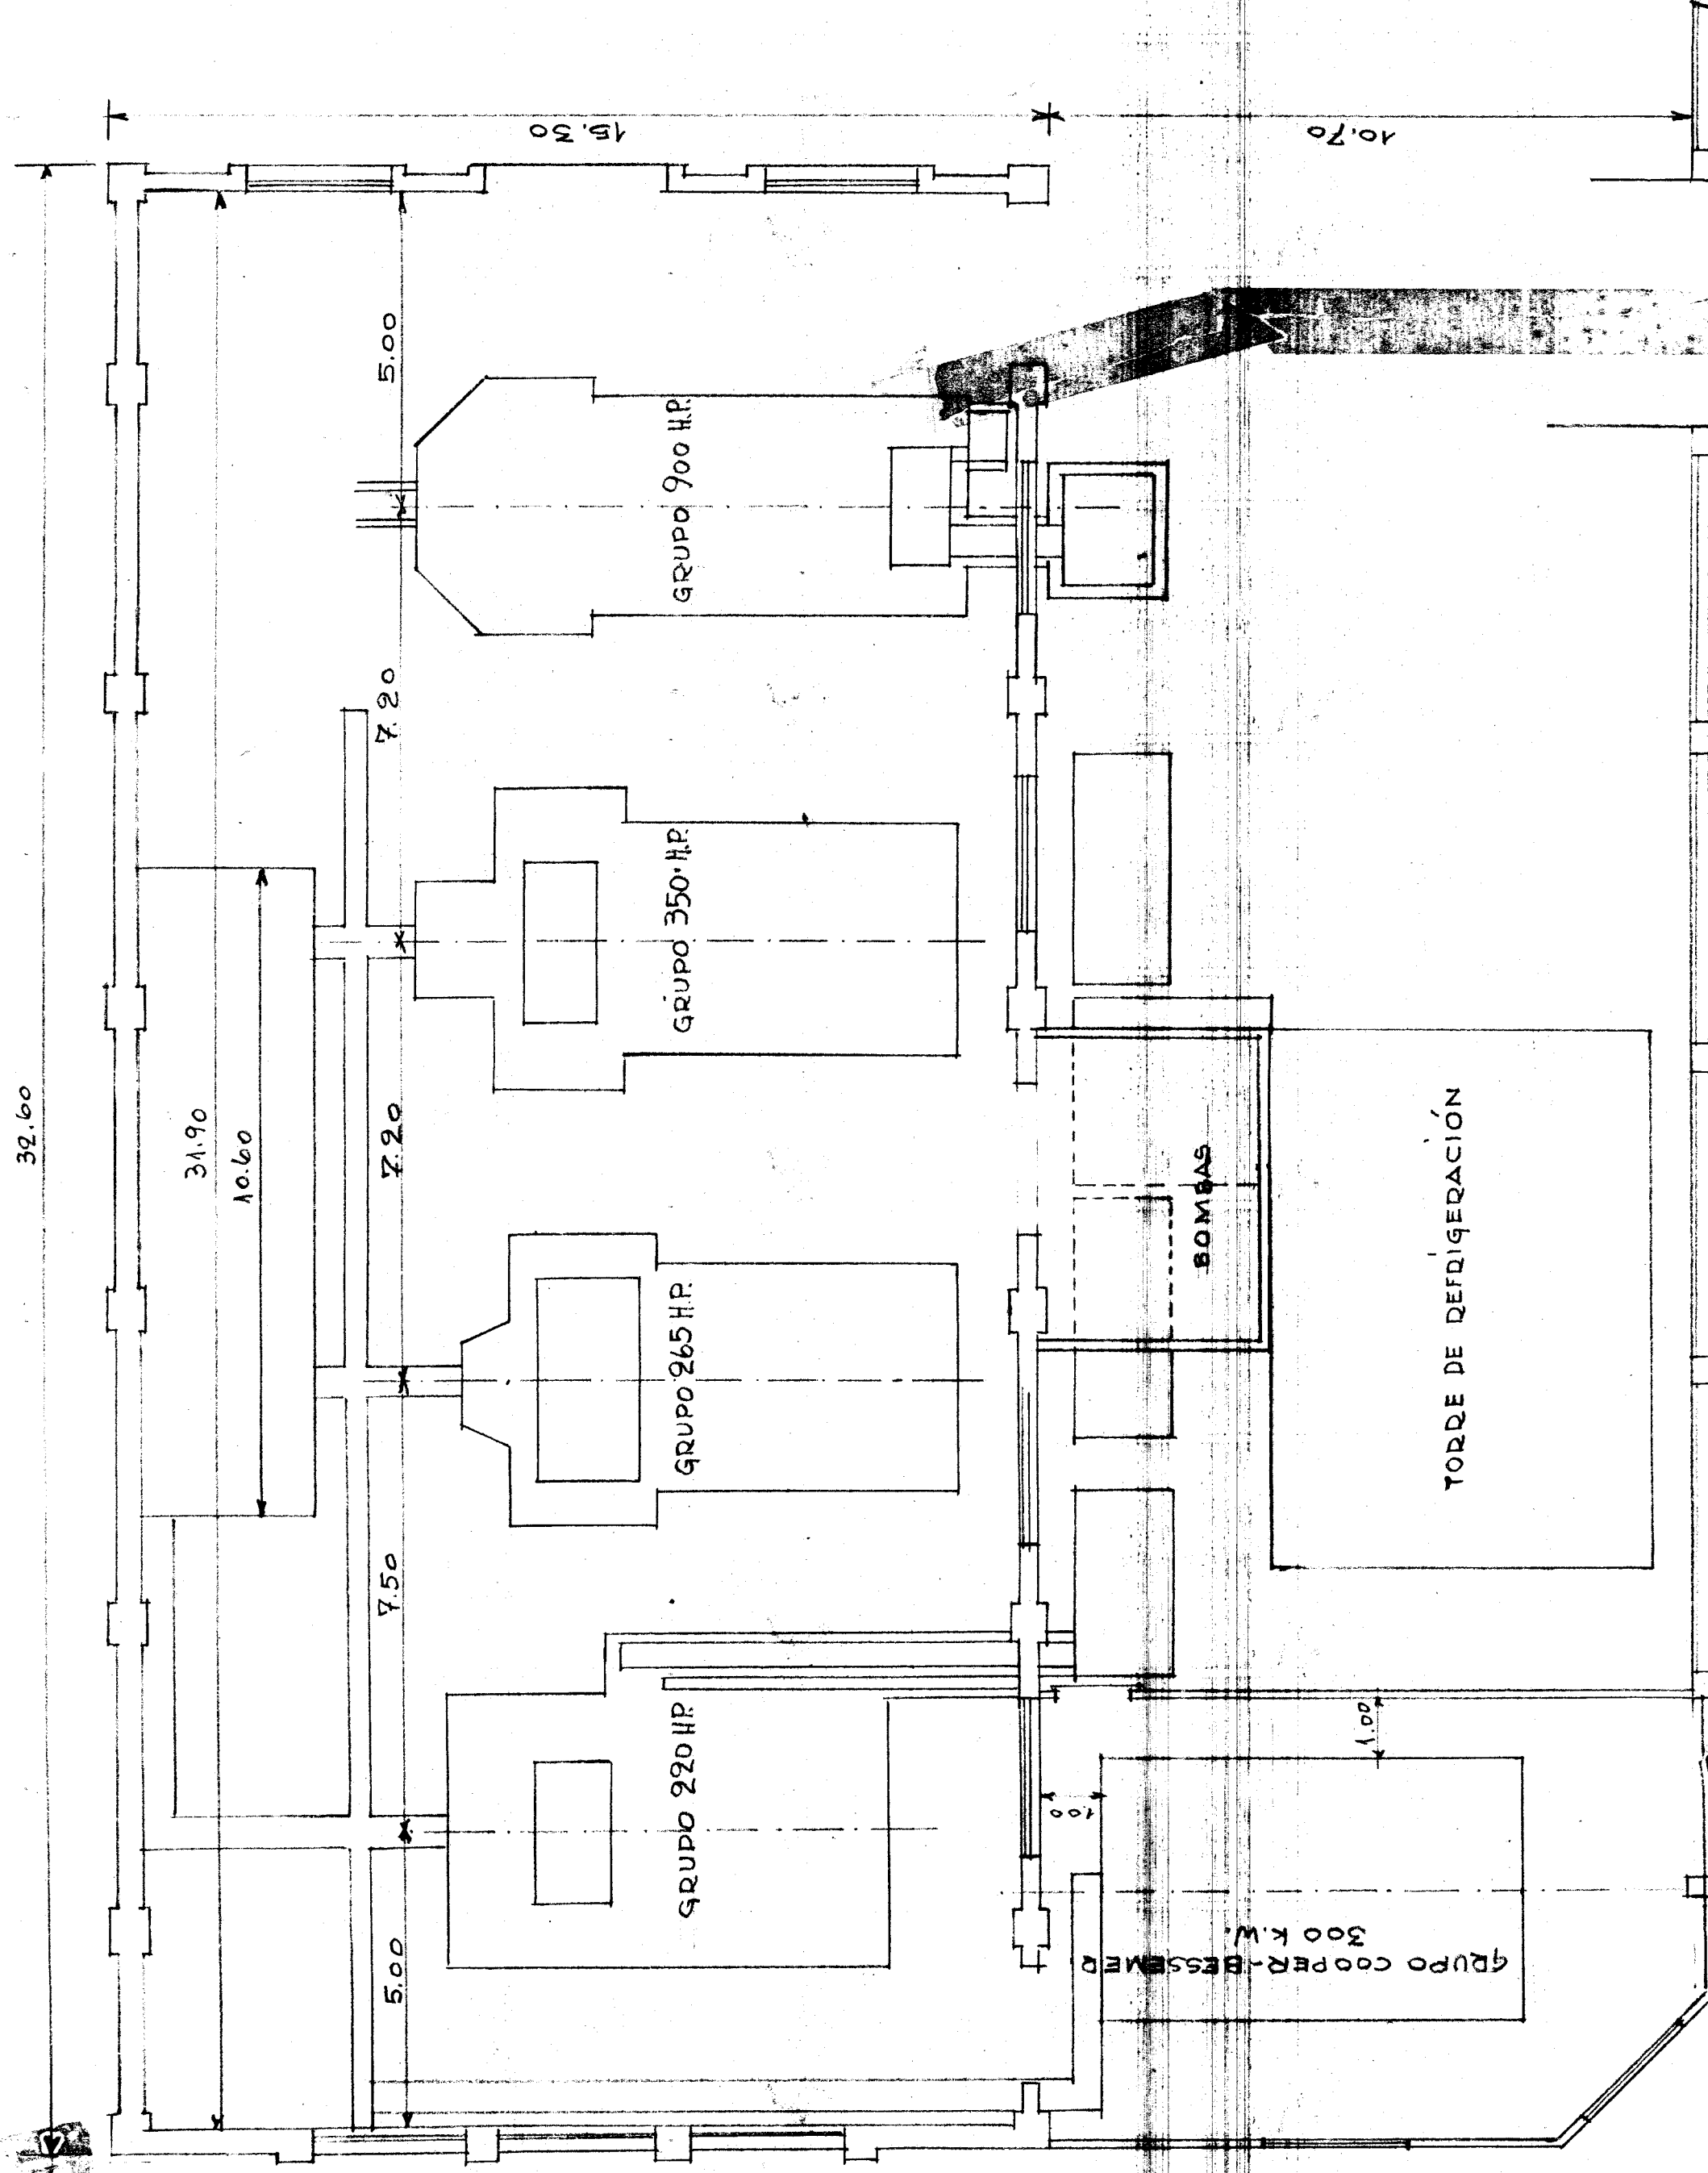 32.60
31.90
10.60
5.00
7.20
7.20
7.50
5.00
15.30
10.70
GRUPO 900 H.P.
GRUPO 350 H.P.
GRUPO 265 H.P.
GRUPO 220 H.P.
BOMBAS
TORRE DE REFRIGERACIÓN
GRUPO COOPER-BESSEMER
300 K.W.
1.00
1.00